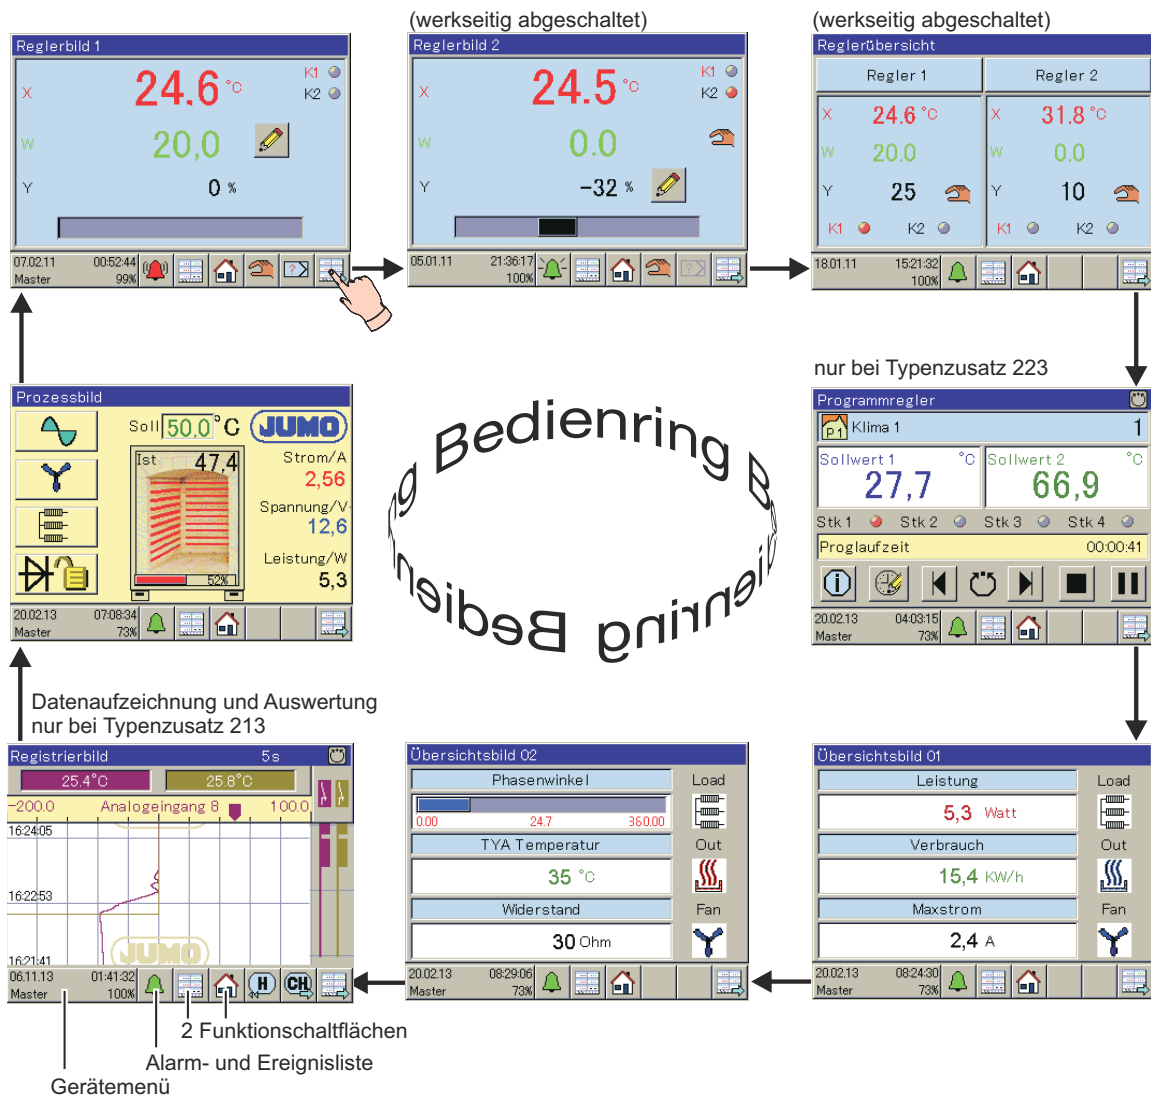 (werkseitig abgeschaltet)
(werkseitig abgeschaltet)
Reglerbild 1
X 24.6 °C
K1
K2
W 20,0
Y 0 %
07.02.11 00:52:44
Master 99%
Reglerbild 2
X 24.5 °C
K1
K2
W 0.0
Y -32 %
05.01.11 21:36:17
100%
Reglerübersicht
Regler 1 Regler 2
X 24.6 °C X 31.8 °C
W 20.0 W 0.0
Y 25 Y 10
K1 K2 K1 K2
18.01.11 15:21:32
100%
nur bei Typenzusatz 223
Prozessbild
Soll 50,0 °C JUMO
Ist 47,4
Strom/A
2,56
Spannung/V
12,6
Leistung/W
5,3
52%
20.02.13 07:08:34
Master 73%
Bedienring Bedienring Bedienring
Programmregler
P1 Klima 1 1
Sollwert 1 °C Sollwert 2 °C
27,7 66,9
Stk 1 Stk 2 Stk 3 Stk 4
Proglaufzeit 00:00:41
20.02.13 04:03:15
Master 73%
Datenaufzeichnung und Auswertung
nur bei Typenzusatz 213
Registrierbild 5s
25.4°C 25.8°C
-200.0 Analogeingang 8 100.0
16:24:05
16:22:53
16:21:41
JUMO
06.11.13 01:41:32
Master 100%
H CH
Übersichtsbild 02
Phasenwinkel Load
0.00 24.7 360.00
TYA Temperatur Out
35 °C
Widerstand Fan
30 Ohm
20.02.13 08:29:06
Master 73%
Übersichtsbild 01
Leistung Load
5,3 Watt
Verbrauch Out
15,4 KW/h
Maxstrom Fan
2,4 A
20.02.13 08:24:30
Master 73%
2 Funktionschaltflächen
Alarm- und Ereignisliste
Gerätemenü